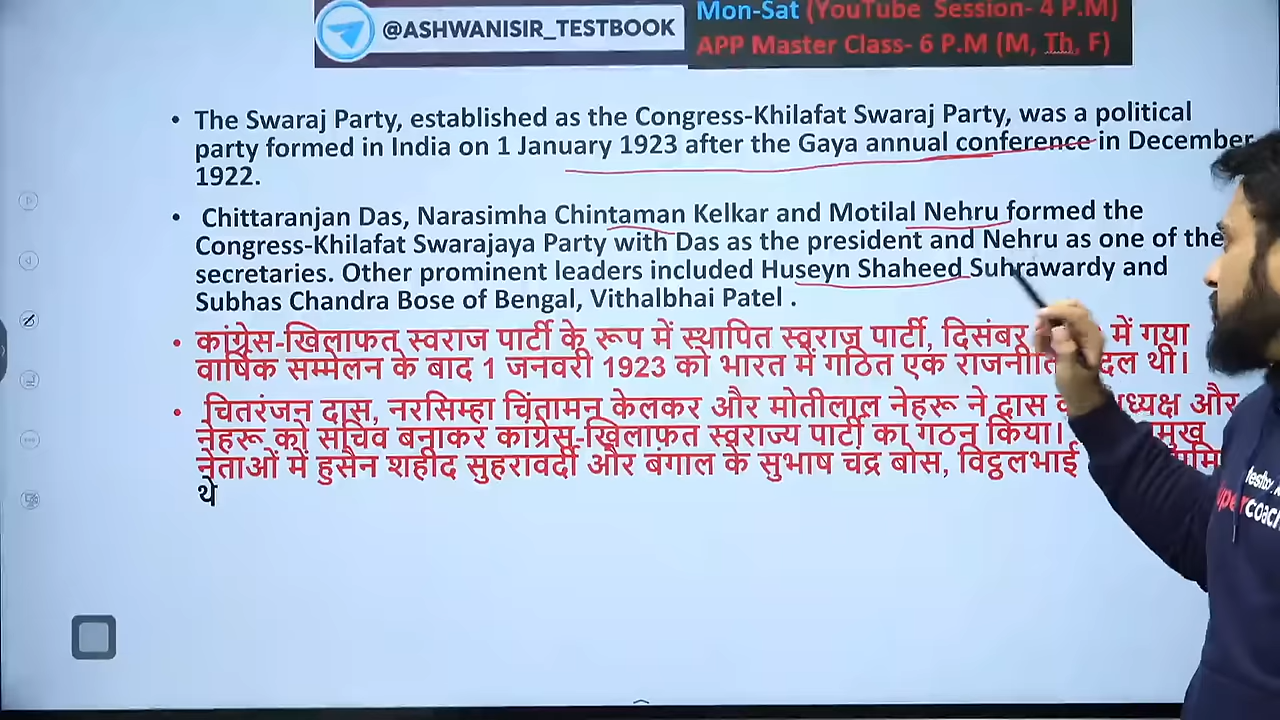 @ASHWANISIR_TESTBOOK
Mon-Sat (YouTube Session- 4 P.M)
APP Master Class- 6 P.M (M, Th, F)
• The Swaraj Party, established as the Congress-Khilafat Swaraj Party, was a political
party formed in India on 1 January 1923 after the Gaya annual conference in December
1922.
• Chittaranjan Das, Narasimha Chintaman Kelkar and Motilal Nehru formed the
Congress-Khilafat Swarajaya Party with Das as the president and Nehru as one of the
secretaries. Other prominent leaders included Huseyn Shaheed Suhrawardy and
Subhas Chandra Bose of Bengal, Vithalbhai Patel .
• कांग्रेस-खिलाफत स्वराज पार्टी के रूप में स्थापित स्वराज पार्टी, दिसंबर में गया
वार्षिक सम्मेलन के बाद 1 जनवरी 1923 को भारत में गठित एक दल थी।
• चितरंजन दास, नरसिम्हा चिंतामन केलकर और मोतीलाल नेहरू ने दास और
नेहरू को सचिव बनाकर कांग्रेस-खिलाफत स्वराज्य पार्टी का गठन किया।
नेताओं में हुसैन शहीद सुहरावर्दी और बंगाल के सुभाष चंद्र बोस, विट्ठलभाई
थे